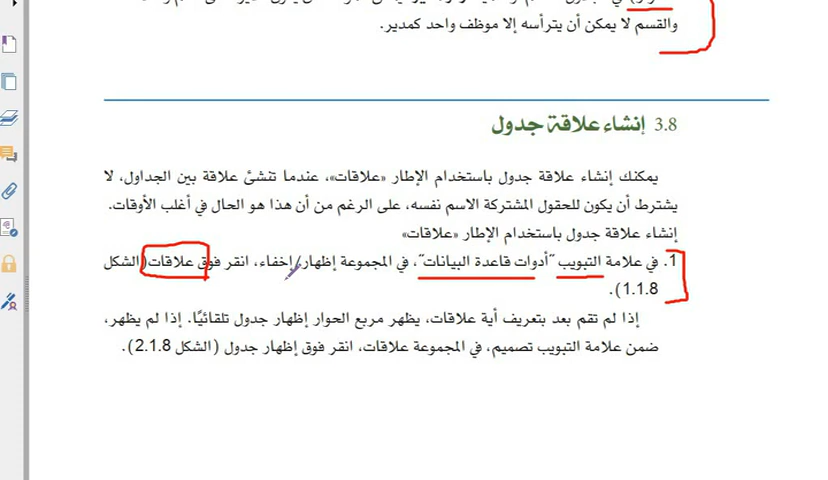 والقسم لا يمكن أن يترأسه إلا موظف واحد كمدير.
3.8 إنشاء علاقة جدول
يمكنك إنشاء علاقة جدول باستخدام الإطار «علاقات»، عندما تنشئ علاقة بين الجداول، لا
يشترط أن يكون للحقول المشتركة الاسم نفسه، على الرغم من أن هذا هو الحال في أغلب الأوقات.
إنشاء علاقة جدول باستخدام الإطار «علاقات»
1. في علامة التبويب "أدوات قاعدة البيانات"، في المجموعة إظهار/إخفاء، انقر فوق علاقات(الشكل
1.1.8).
إذا لم تقم بعد بتعريف أية علاقات، يظهر مربع الحوار إظهار جدول تلقائيًا. إذا لم يظهر،
ضمن علامة التبويب تصميم، في المجموعة علاقات، انقر فوق إظهار جدول (الشكل 2.1.8).